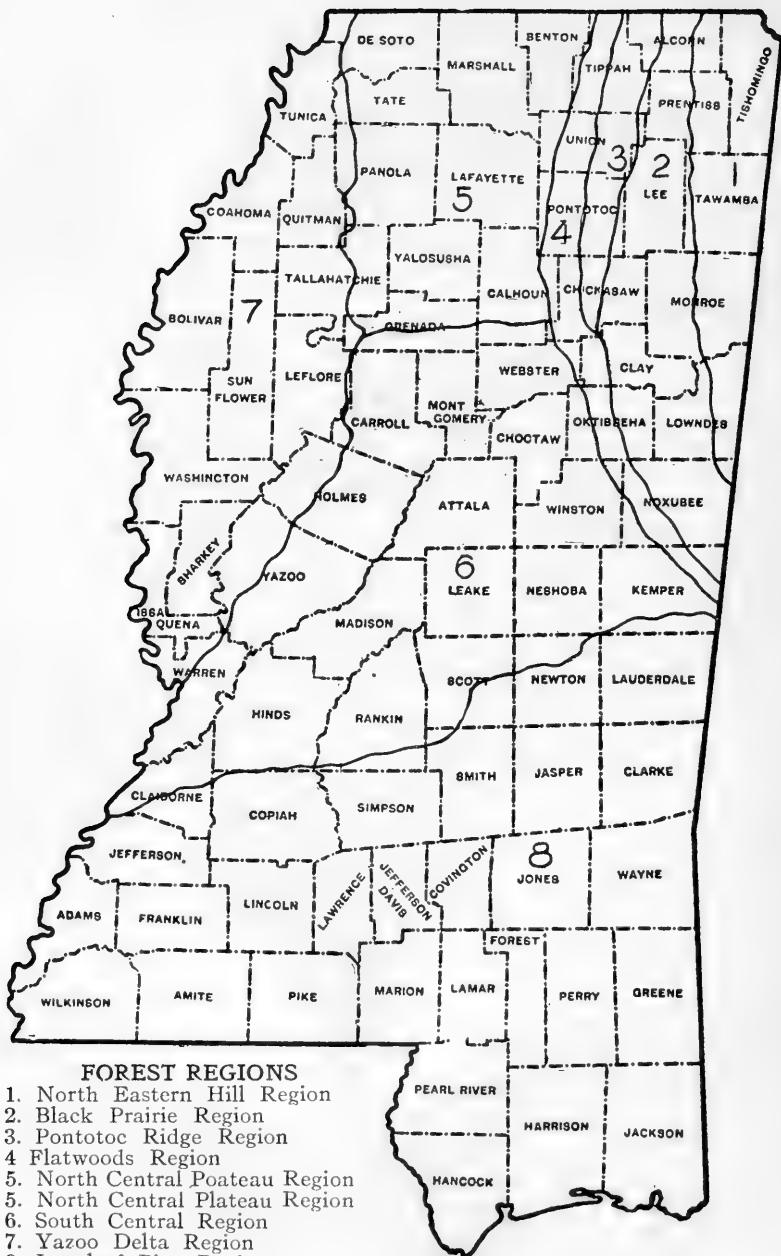 DE SOTO
MARSHALL
BENTON
TIPPAH
ALCORN
TISHOMINGO
PRENTISS
TUNICA
TATE
UNION
3
2
LEE
PANOLA
LAFAYETTE
5
PONTOTOC
4
TAWAMBA
COAHOMA
QUITMAN
YALOSUSHA
TALLAHATCHIE
CALHOUN
CHICKASAW
MONROE
BOLIVAR
7
GRENADA
SUN
FLOWER
LEFLORE
WEBSTER
CLAY
CARROLL
MONT
GOMERY
CHOCTAW
OKTIBBEHA
LOWNDES
WASHINGTON
HOLMES
ATTALA
WINSTON
NOXUBEE
SHARKEY
YAZOO
6
LEAKE
NESHOBA
KEMPER
QUENA
MADISON
WARREN
SCOTT
NEWTON
LAUDERDALE
HINDS
RANKIN
CLAIBORNE
COPIAH
SIMPSON
SMITH
JASPER
CLARKE
JEFFERSON
LINCOLN
LAWRENCE
JEFFERSON
DAVIS
COVINGTON
8
JONES
WAYNE
ADAMS
FRANKLIN
FOREST
WILKINSON
AMITE
PIKE
MARION
LAMAR
PERRY
GREENE
PEARL RIVER
HARRISON
JACKSON
HANCOCK
FOREST REGIONS
1. North Eastern Hill Region
2. Black Prairie Region
3. Pontotoc Ridge Region
4 Flatwoods Region
5. North Central Poateau Region
5. North Central Plateau Region
6. South Central Region
7. Yazoo Delta Region